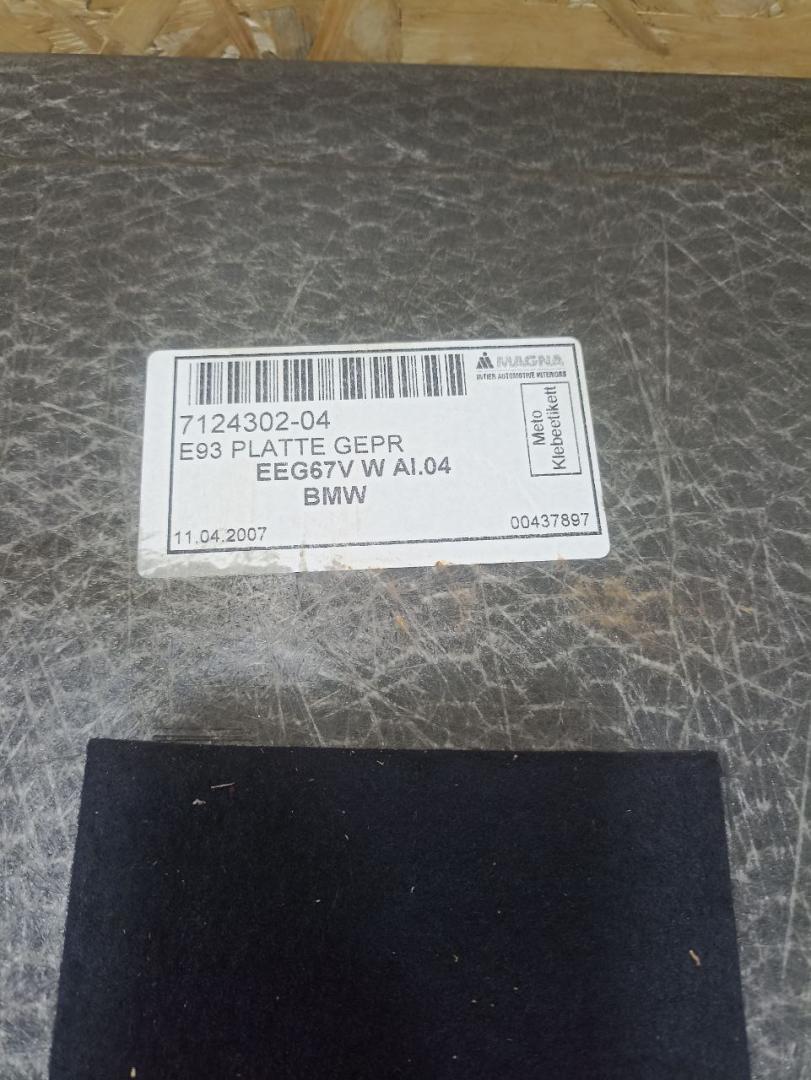 MAGNA
INTIER AUTOMOTIVE INTERIORS
7124302-04
E93 PLATTE GEPR
EEG67V W AI.04
BMW
11.04.2007
00437897
Meto
Klebeetikett